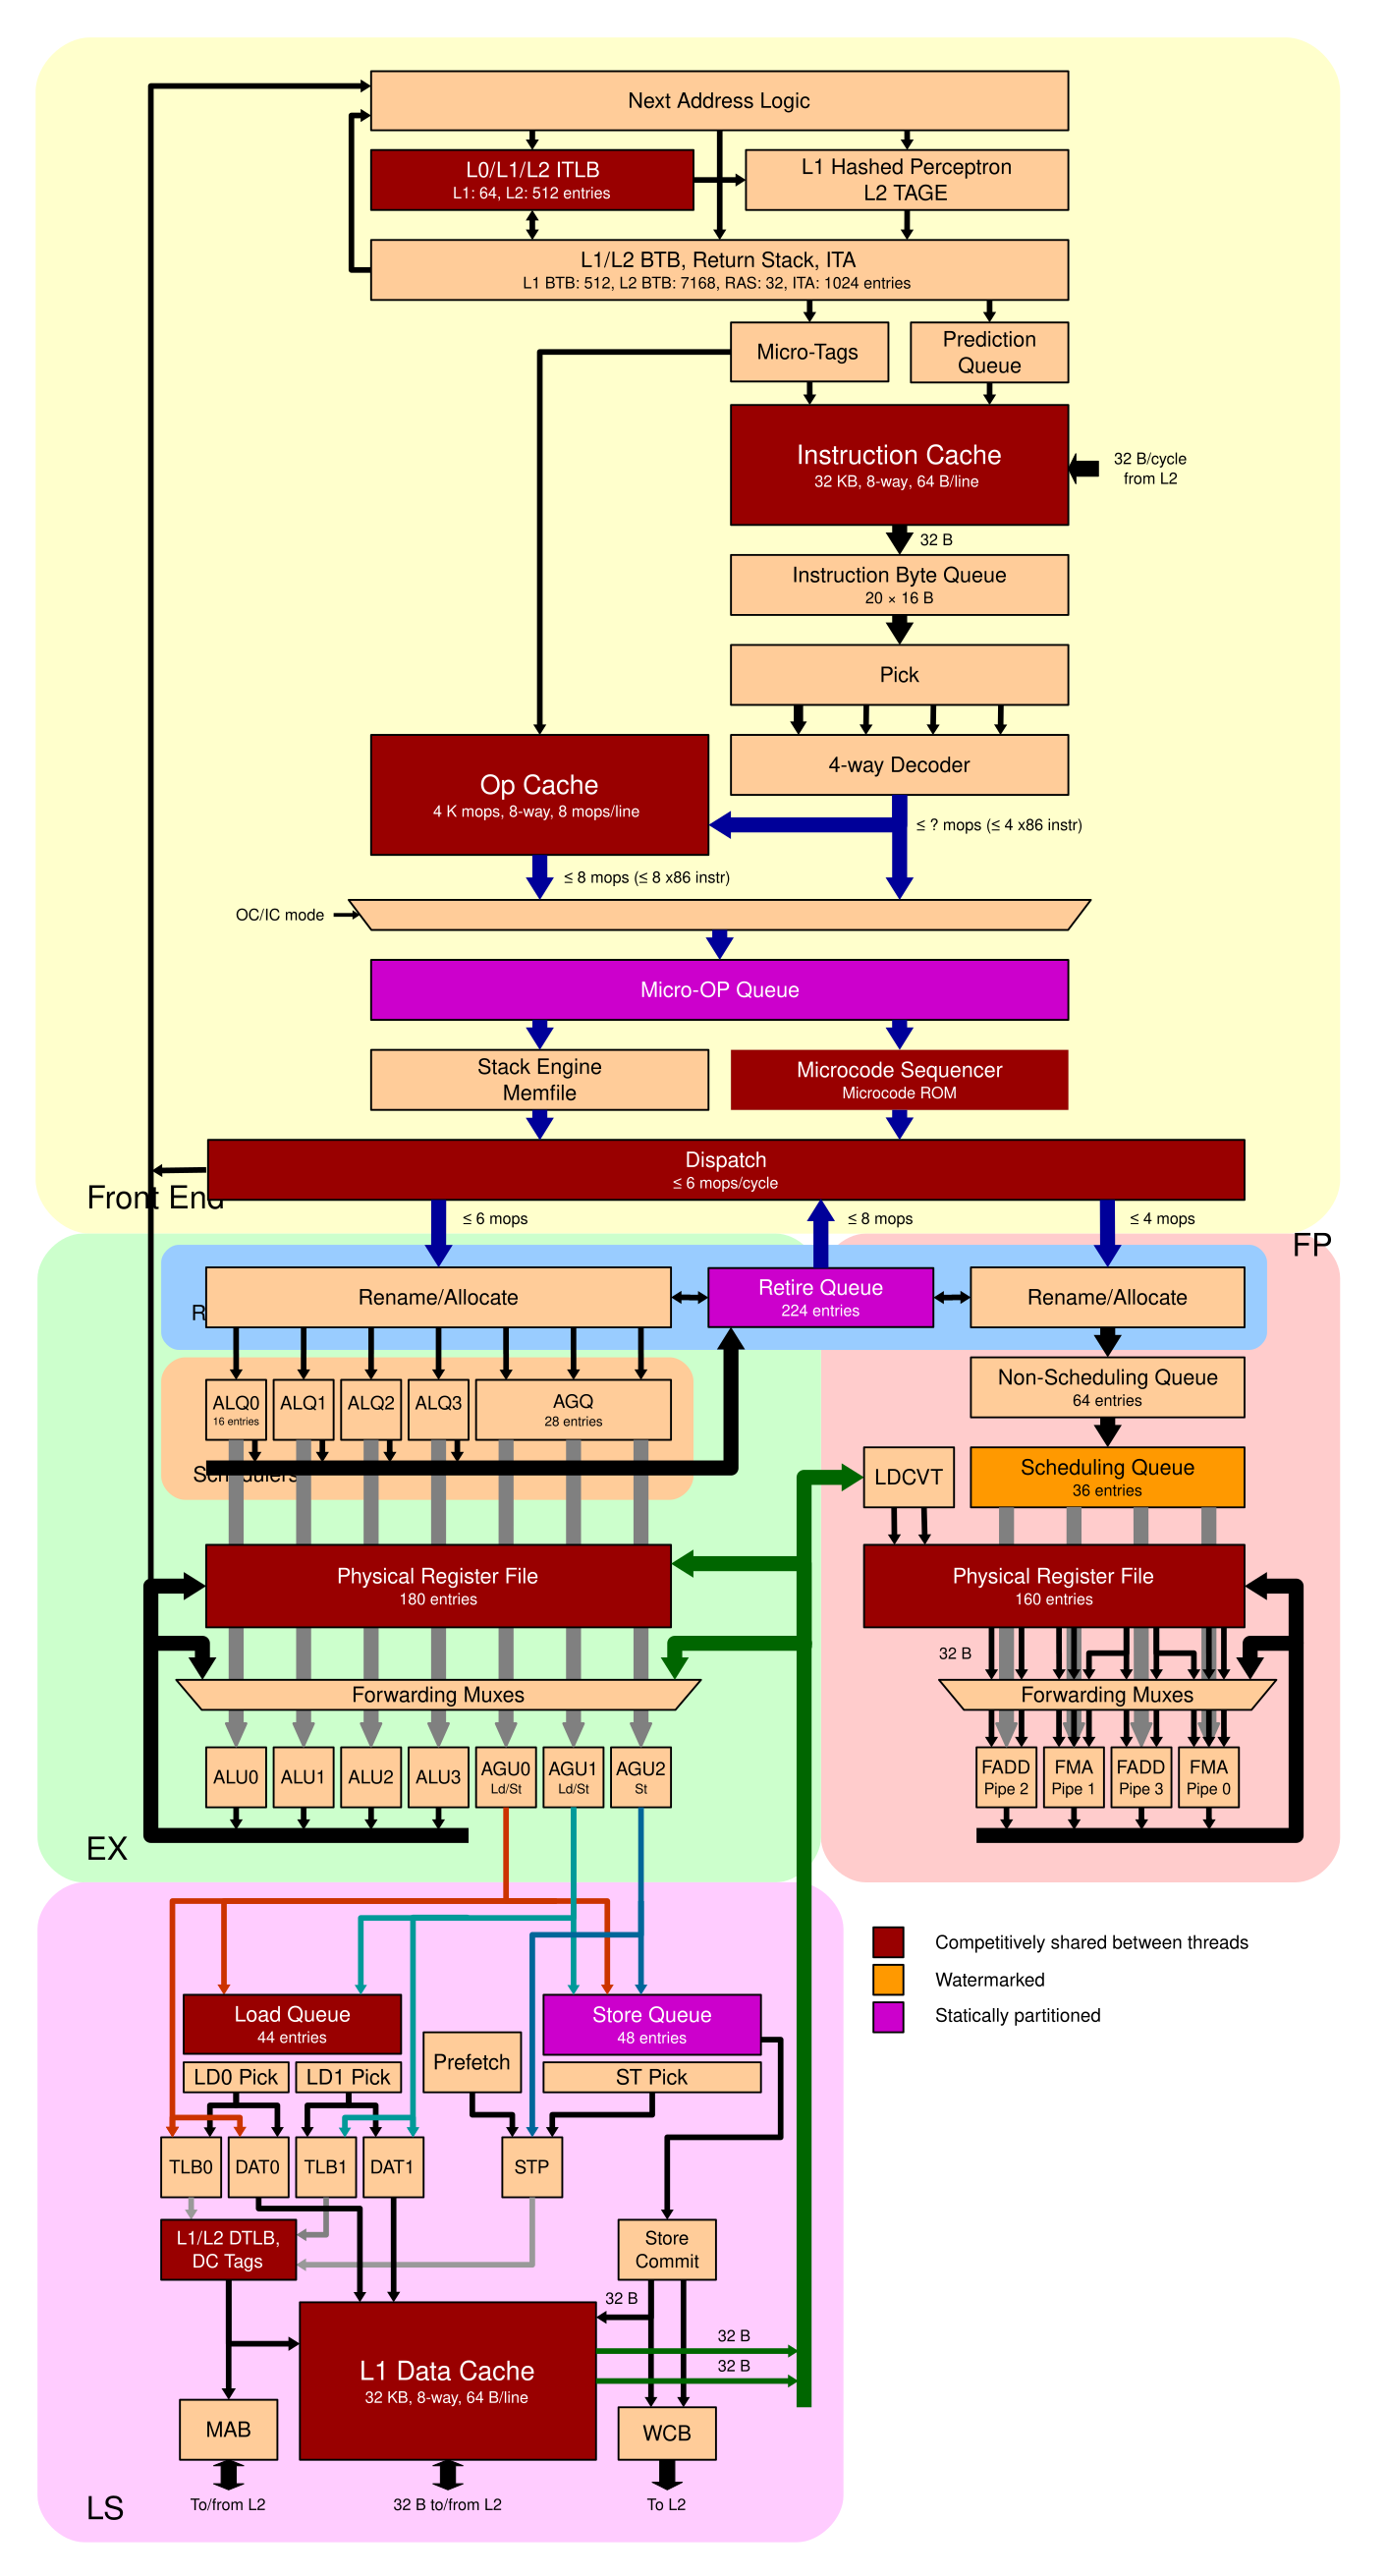 Next Address Logic
L0/L1/L2 ITLB
L1: 64, L2: 512 entries
L1 Hashed Perceptron
L2 TAGE
L1/L2 BTB, Return Stack, ITA
L1 BTB: 512, L2 BTB: 7168, RAS: 32, ITA: 1024 entries
Micro-Tags
Prediction
Queue
Instruction Cache
32 KB, 8-way, 64 B/line
32 B/cycle
from L2
32 B
Instruction Byte Queue
20 × 16 B
Pick
4-way Decoder
Op Cache
4 K mops, 8-way, 8 mops/line
≤ ? mops (≤ 4 x86 instr)
≤ 8 mops (≤ 8 x86 instr)
OC/IC mode
Micro-OP Queue
Stack Engine
Memfile
Microcode Sequencer
Microcode ROM
Dispatch
≤ 6 mops/cycle
Front End
≤ 6 mops
≤ 8 mops
≤ 4 mops
FP
Rename/Allocate
Retire Queue
224 entries
Rename/Allocate
ALQ0
16 entries
ALQ1
ALQ2
ALQ3
AGQ
28 entries
Schedulers
Non-Scheduling Queue
64 entries
LDCVT
Scheduling Queue
36 entries
Physical Register File
180 entries
Physical Register File
160 entries
32 B
Forwarding Muxes
Forwarding Muxes
ALU0
ALU1
ALU2
ALU3
AGU0
Ld/St
AGU1
Ld/St
AGU2
St
FADD
Pipe 2
FMA
Pipe 1
FADD
Pipe 3
FMA
Pipe 0
EX
Competitively shared between threads
Watermarked
Statically partitioned
Load Queue
44 entries
Store Queue
48 entries
LD0 Pick
LD1 Pick
Prefetch
ST Pick
TLB0
DAT0
TLB1
DAT1
STP
L1/L2 DTLB,
DC Tags
Store
Commit
32 B
32 B
32 B
L1 Data Cache
32 KB, 8-way, 64 B/line
MAB
WCB
LS
To/from L2
32 B to/from L2
To L2